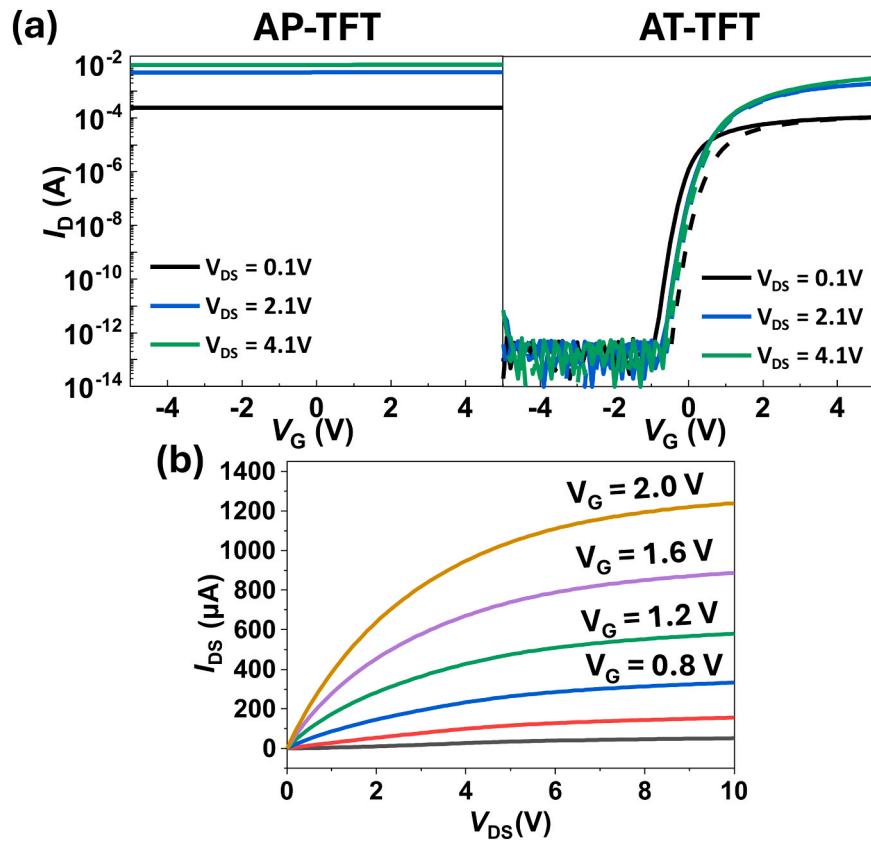 (a) AP-TFT AT-TFT
I_D (A)
10^-2
10^-4
10^-6
10^-8
10^-10
10^-12
10^-14
V_DS = 0.1V
V_DS = 2.1V
V_DS = 4.1V
-4 -2 0 2 4
V_G (V)
V_DS = 0.1V
V_DS = 2.1V
V_DS = 4.1V
-4 -2 0 2 4
V_G (V)
(b)
I_DS (µA)
1400
1200
1000
800
600
400
200
0
V_G = 2.0 V
V_G = 1.6 V
V_G = 1.2 V
V_G = 0.8 V
0 2 4 6 8 10
V_DS(V)